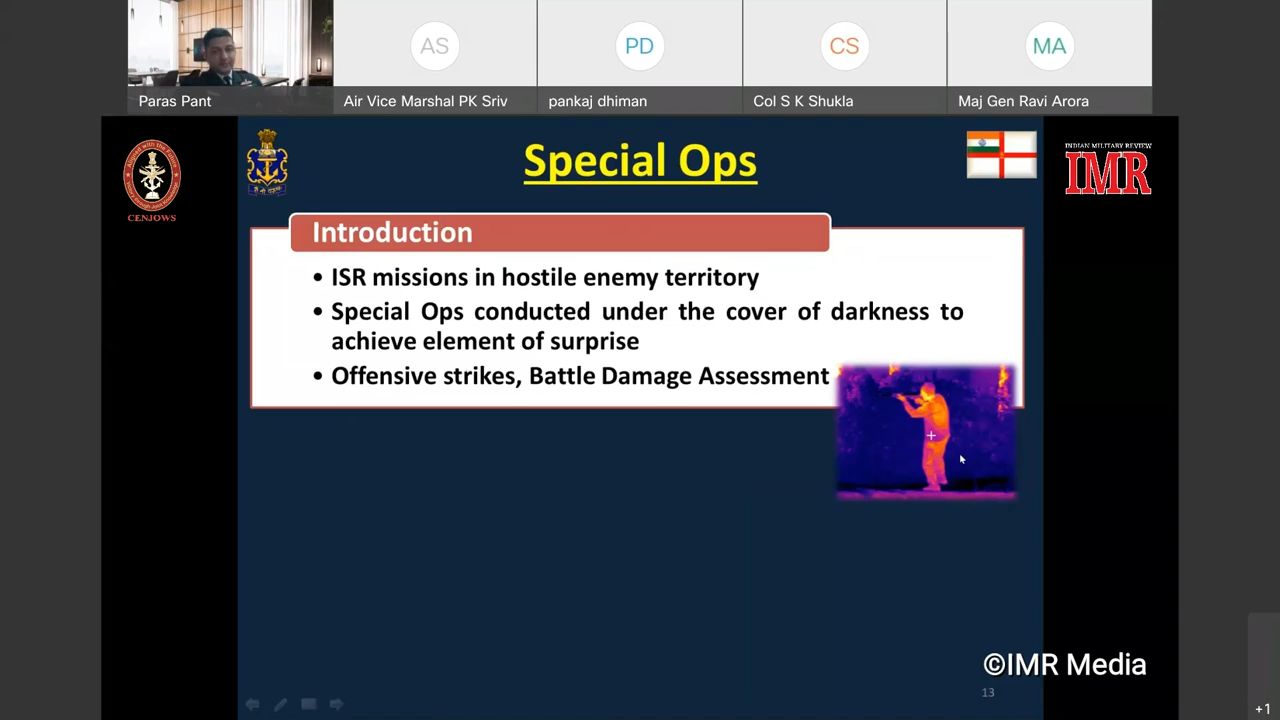 AS
PD
CS
MA
Paras Pant
Air Vice Marshal PK Sriv
pankaj dhiman
Col S K Shukla
Maj Gen Ravi Arora
CENJOWS
Special Ops
INDIAN MILITARY REVIEW
IMR
Introduction
• ISR missions in hostile enemy territory
• Special Ops conducted under the cover of darkness to
achieve element of surprise
• Offensive strikes, Battle Damage Assessment
©IMR Media
13
+1